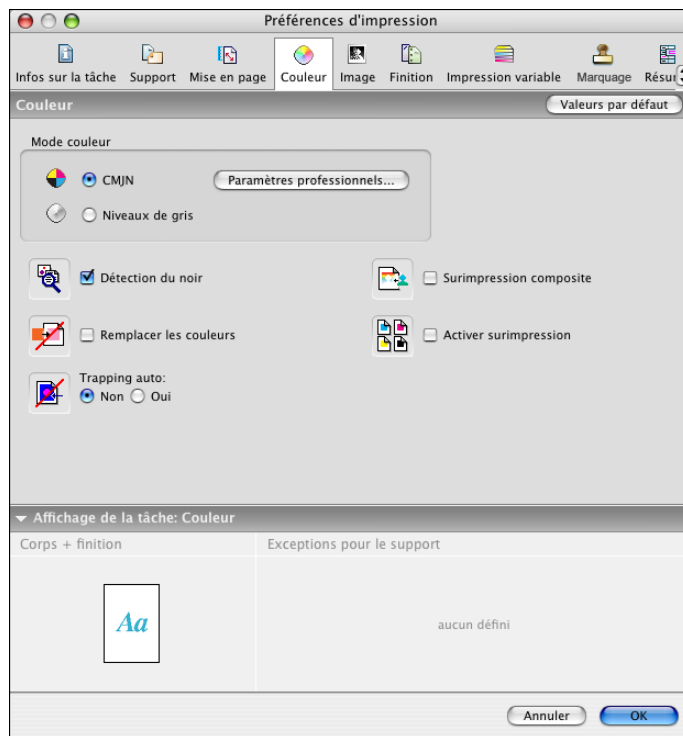 Préférences d'impression
Infos sur la tâche Support Mise en page Couleur Image Finition Impression variable Marquage
Couleur Valeurs par défaut
Mode couleur
CMJN Paramètres professionnels...
Niveaux de gris
Détection du noir Surimpression composite
Remplacer les couleurs Activer surimpression
Trapping auto:
Non Oui
Affichage de la tâche: Couleur
Corps + finition Exceptions pour le support
Aa aucun défini
Annuler OK